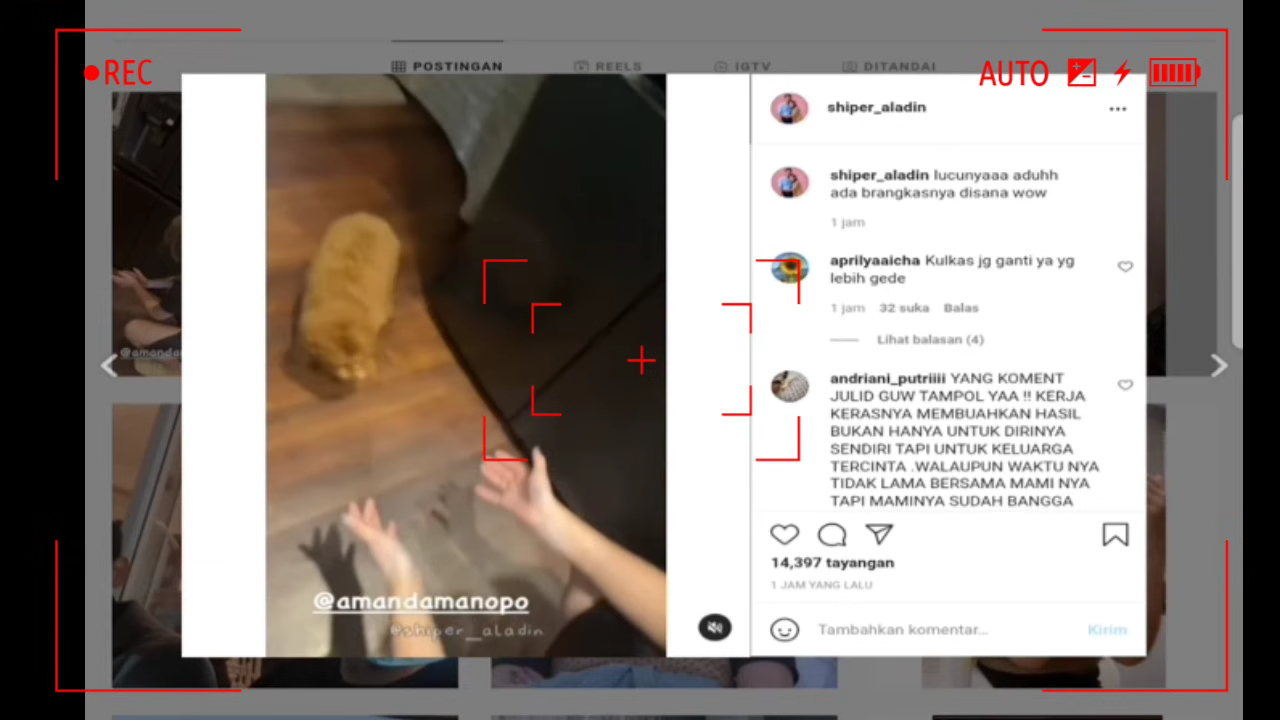 POSTINGAN
REELS
IGTV
DITANDAI
REC
AUTO
shiper_aladin
shiper_aladin lucunyaaa aduhh
ada brangkasnya disana wow
1 jam
aprilyaaicha Kulkas jg ganti ya yg
lebih gede
1 jam 32 suka Balas
Lihat balasan (4)
andriani_putriiii YANG KOMENT
JULID GUW TAMPOL YAA !! KERJA
KERASNYA MEMBUAHKAN HASIL
BUKAN HANYA UNTUK DIRINYA
SENDIRI TAPI UNTUK KELUARGA
TERCINTA .WALAUPUN WAKTU NYA
TIDAK LAMA BERSAMA MAMI NYA
TAPI MAMINYA SUDAH BANGGA
14,397 tayangan
1 JAM YANG LALU
Tambahkan komentar...
Kirim
@amandamanopo
@shiper_aladin
@amanda